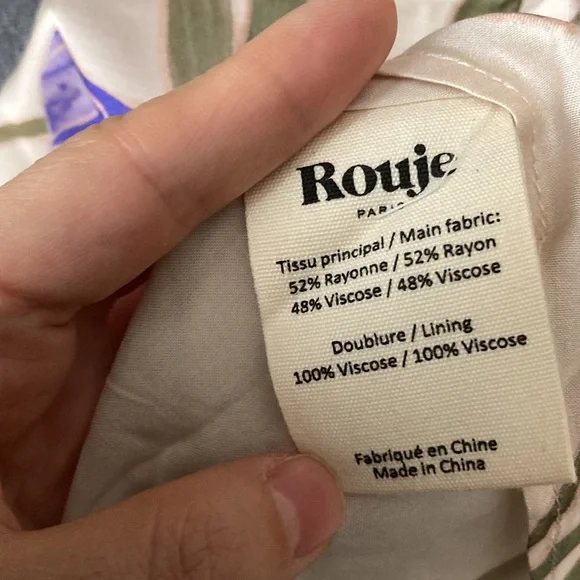 Rouje
PARIS
Tissu principal / Main fabric:
52% Rayonne / 52% Rayon
48% Viscose / 48% Viscose
Doublure / Lining
100% Viscose / 100% Viscose
Fabriqué en Chine
Made in China